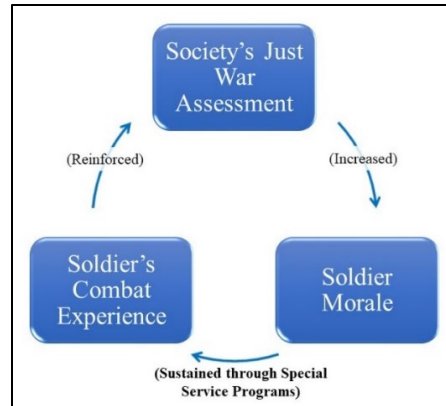 Society's Just
War
Assessment
(Reinforced)
(Increased)
Soldier's
Combat
Experience
Soldier
Morale
(Sustained through Special
Service Programs)